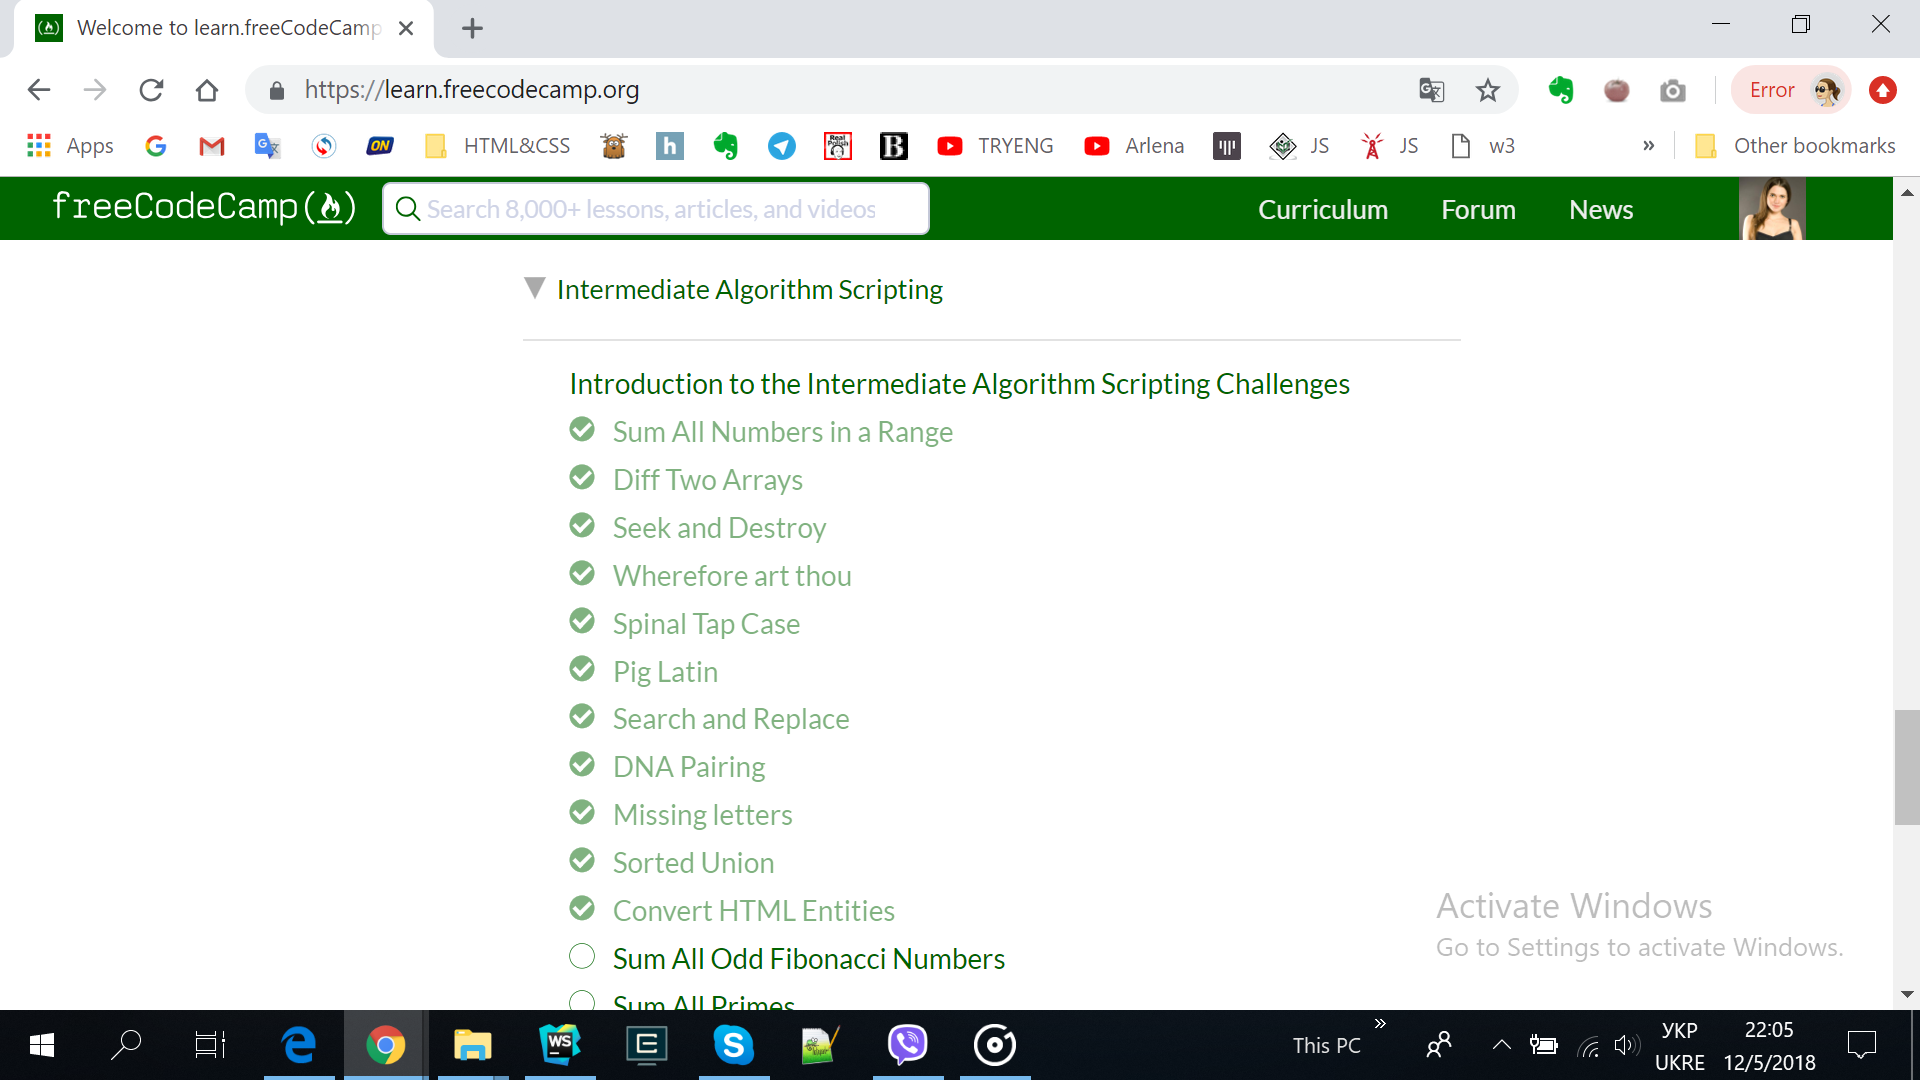 Welcome to learn.freeCodeCamp
https://learn.freecodecamp.org
Error
Apps
ON
HTML&CSS
h
Real Polish
B
TRYENG
Arlena
JS
JS
w3
»
Other bookmarks
freeCodeCamp
Search 8,000+ lessons, articles, and videos
Curriculum
Forum
News
Intermediate Algorithm Scripting
Introduction to the Intermediate Algorithm Scripting Challenges
Sum All Numbers in a Range
Diff Two Arrays
Seek and Destroy
Wherefore art thou
Spinal Tap Case
Pig Latin
Search and Replace
DNA Pairing
Missing letters
Sorted Union
Convert HTML Entities
Sum All Odd Fibonacci Numbers
Sum All Primes
Activate Windows
Go to Settings to activate Windows.
WS
This PC
»
УКР
UKRE
22:05
12/5/2018